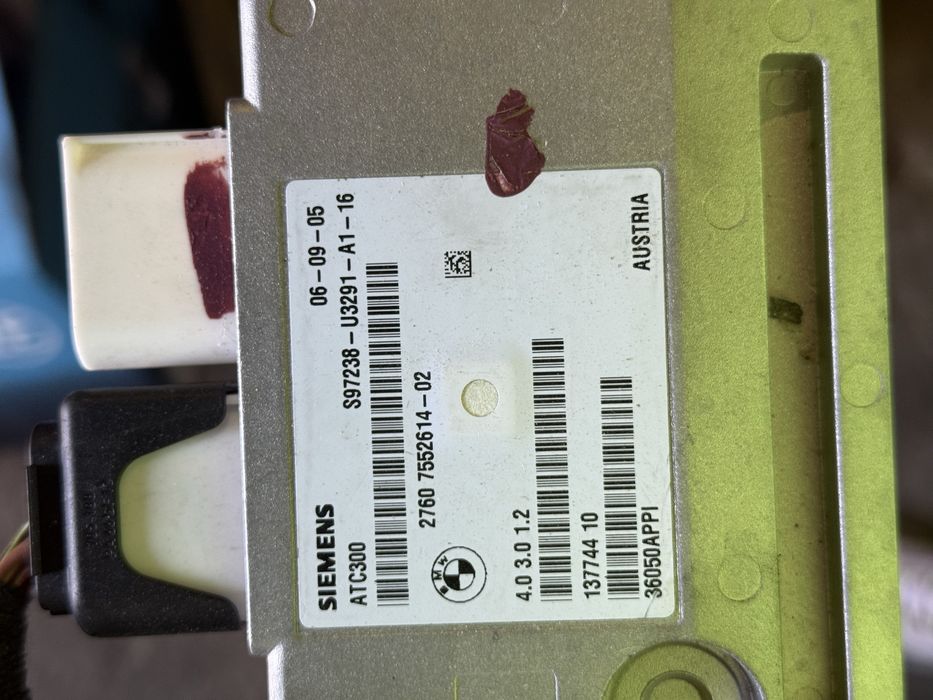 SIEMENS 06-09-05
ATC300 S97238-U3291-A1-16
2760 7552614-02
BMW
4.0 3.0 1.2
137744 10
36050APPI AUSTRIA